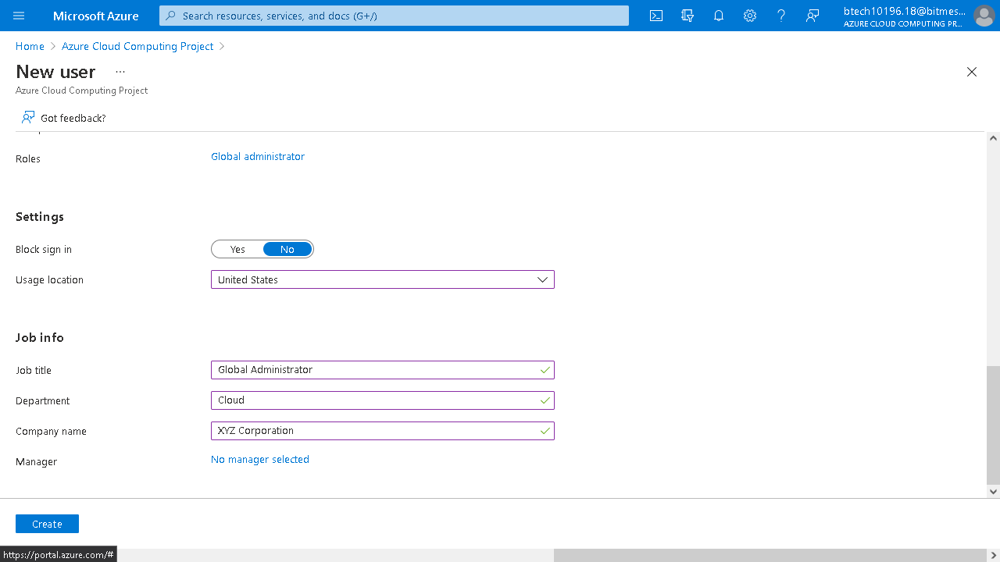 Microsoft Azure
Search resources, services, and docs (G+/)
btech10196.18@bitmes...
AZURE CLOUD COMPUTING PR...
Home > Azure Cloud Computing Project >
New user ...
Azure Cloud Computing Project
Got feedback?
Roles Global administrator
Settings
Block sign in Yes No
Usage location United States
Job info
Job title Global Administrator
Department Cloud
Company name XYZ Corporation
Manager No manager selected
Create
https://portal.azure.com/#